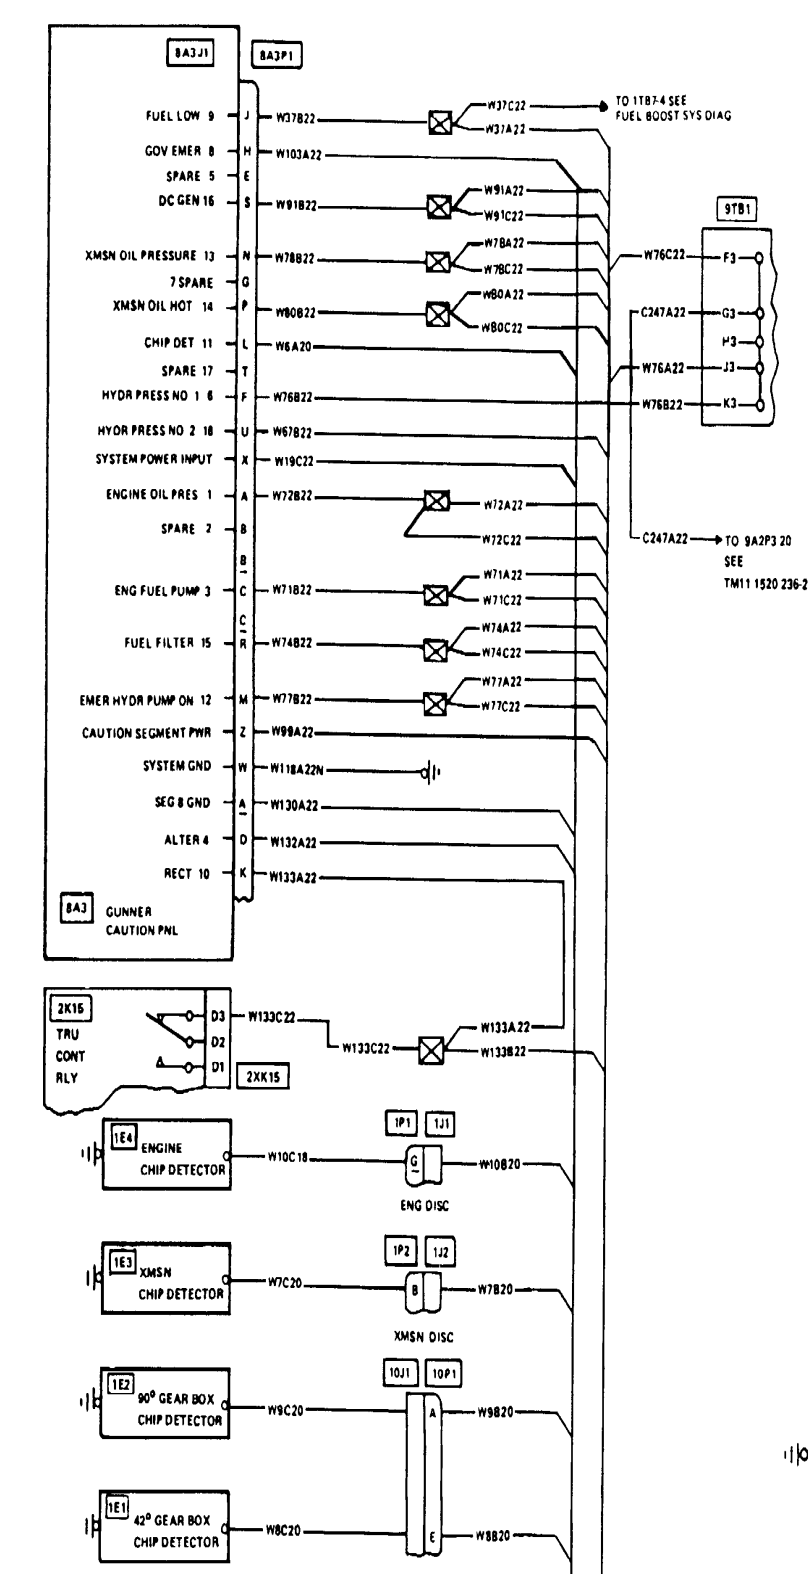 8A3J1 8A3P1
FUEL LOW 9 J W37B22 W37C22 TO 1TB7-4 SEE
FUEL BOOST SYS DIAG
W37A22
GOV EMER 8 H W103A22
SPARE 5 E
DC GEN 16 S W91B22 W91A22
W91C22
9TB1
XMSN OIL PRESSURE 13 N W78B22 W78A22
W78C22
W76C22 F3
7 SPARE G
XMSN OIL HOT 14 P W80B22 W80A22
W80C22
C247A22 G3
H3
CHIP DET 11 L W6A20
SPARE 17 T
W76A22 J3
HYDR PRESS NO 1 6 F W76B22 W76B22 K3
HYDR PRESS NO 2 18 U W67B22
SYSTEM POWER INPUT X W19C22
ENGINE OIL PRES 1 A W72B22 W72A22
SPARE 2 B W72C22
C247A22 TO 9A2P3 20
SEE
TM11 1520 236-2
B
ENG FUEL PUMP 3 C W71B22 W71A22
W71C22
C
FUEL FILTER 15 R W74B22 W74A22
W74C22
EMER HYDR PUMP ON 12 M W77B22 W77A22
W77C22
CAUTION SEGMENT PWR Z W99A22
SYSTEM GND W W118A22N
SEG 8 GND A W130A22
ALTER 4 D W132A22
RECT 10 K W133A22
8A3 GUNNER
CAUTION PNL
2K15
TRU
CONT
RLY
D3 W133C22
D2
D1
2XK15
W133C22 W133A22
W133B22
1E4 ENGINE
CHIP DETECTOR
W10C18
1P1 1J1
G
W10B20
ENG DISC
1E3 XMSN
CHIP DETECTOR
W7C20
1P2 1J2
B
W7B20
XMSN DISC
1E2 90° GEAR BOX
CHIP DETECTOR
W9C20
10J1 10P1
A W9B20
1E1 42° GEAR BOX
CHIP DETECTOR
W8C20
E W8B20